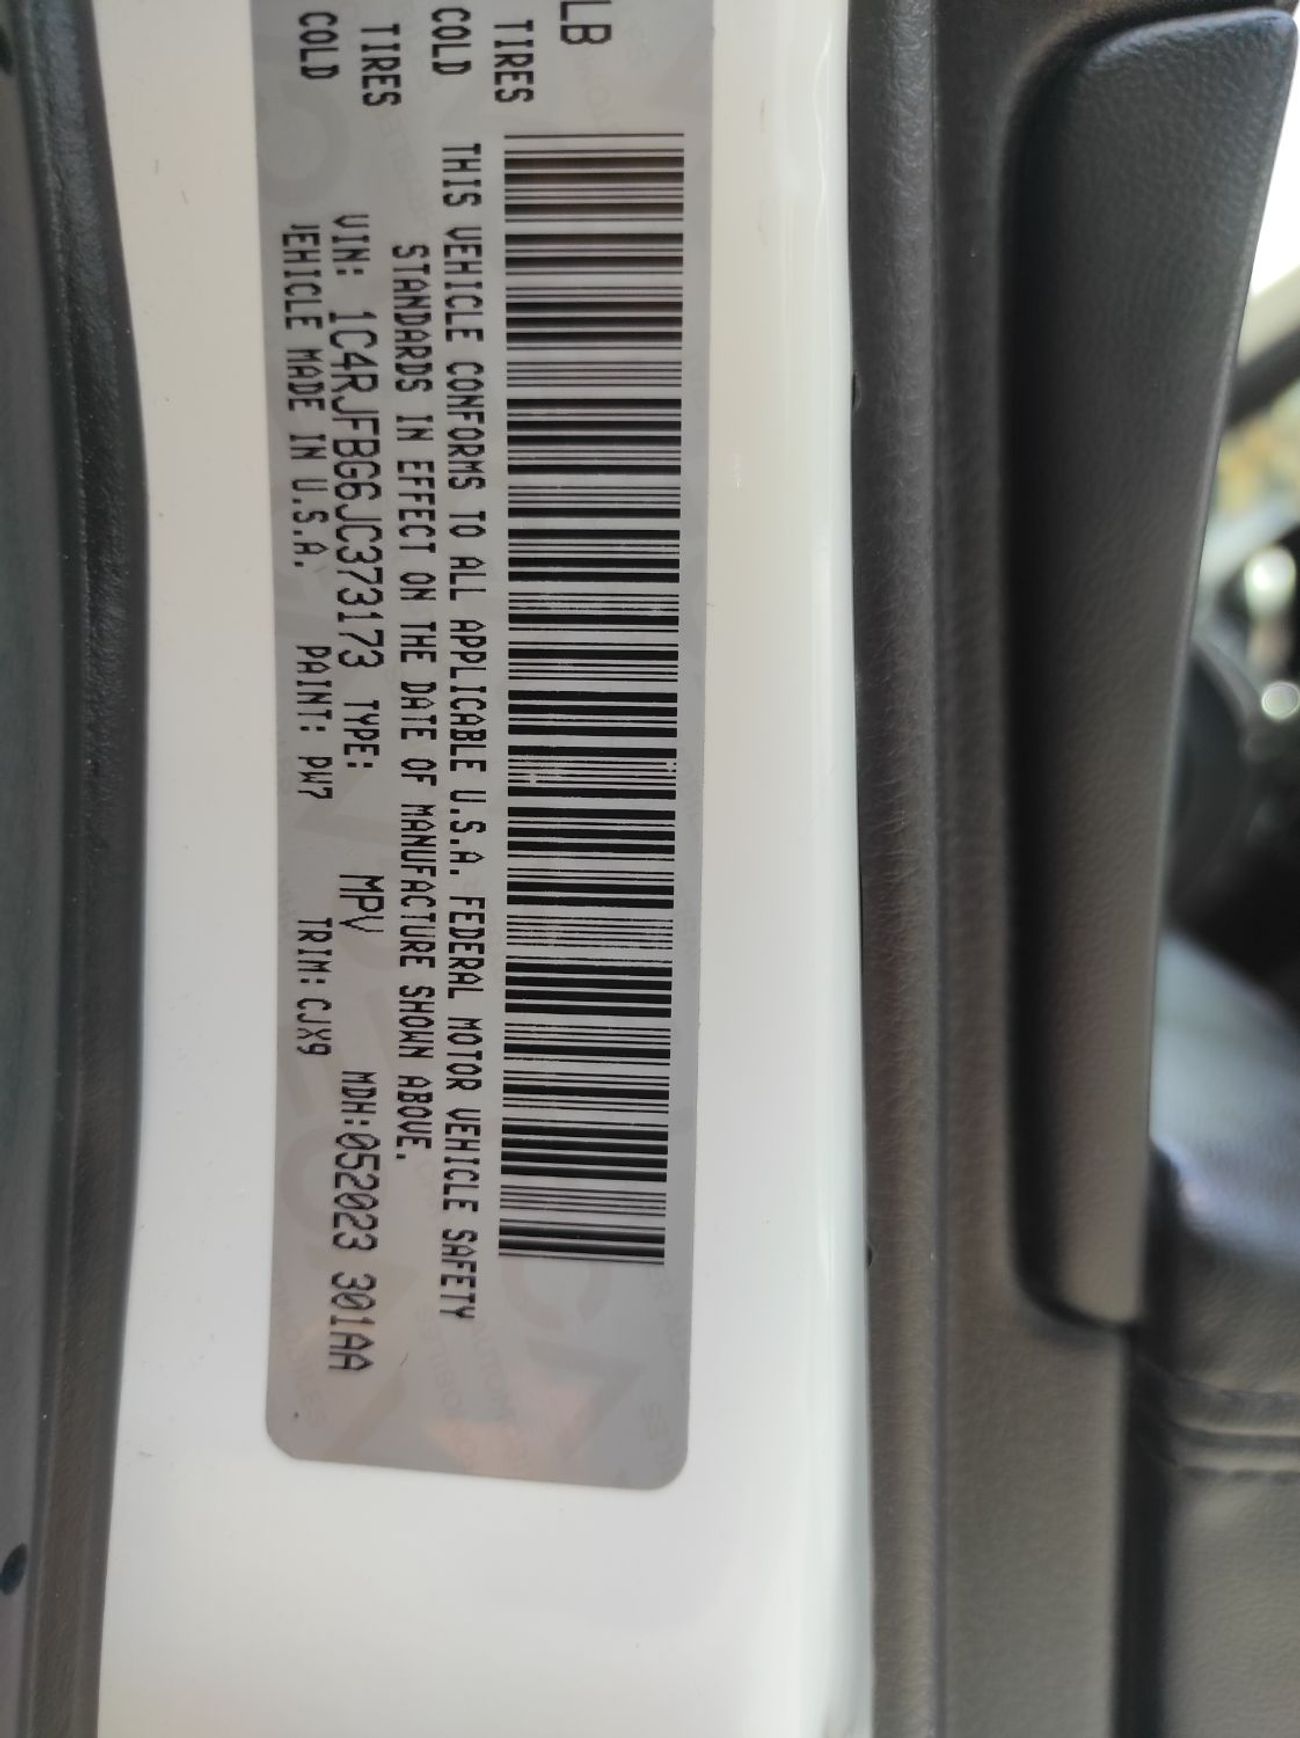 LB
TIRES
COLD
TIRES
COLD
THIS VEHICLE CONFORMS TO ALL APPLICABLE U.S.A. FEDERAL MOTOR VEHICLE SAFETY
STANDARDS IN EFFECT ON THE DATE OF MANUFACTURE SHOWN ABOVE.
VIN: 1C4RJFBG6JC373173 TYPE: MPV MDH:052023 301AA
VEHICLE MADE IN U.S.A. PAINT: PW7 TRIM:CJX9